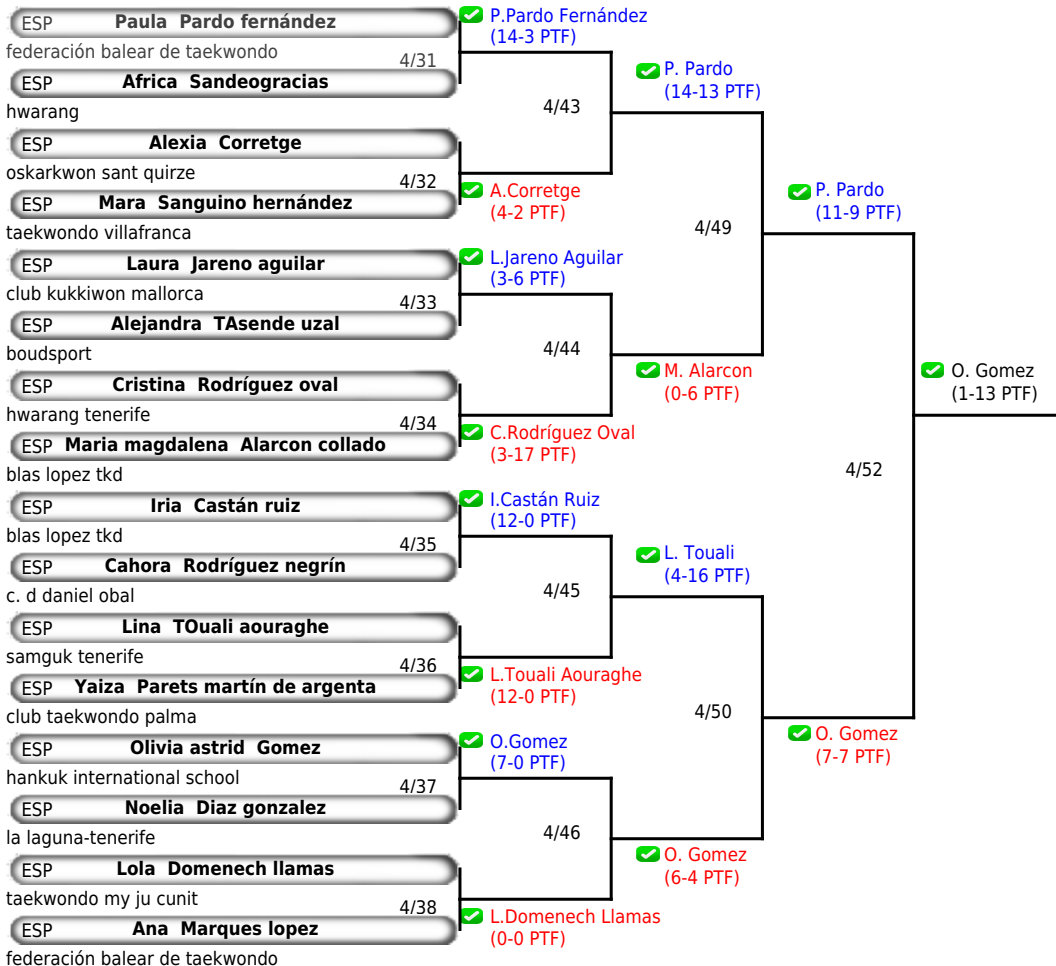 ESP Paula Pardo fernández
federación balear de taekwondo
4/31
ESP Africa Sandeogracias
hwarang
ESP Alexia Corretge
oskarkwon sant quirze
4/32
ESP Mara Sanguino hernández
taekwondo villafranca
ESP Laura Jareno aguilar
club kukkiwon mallorca
4/33
ESP Alejandra TAsende uzal
boudsport
ESP Cristina Rodríguez oval
hwarang tenerife
4/34
ESP Maria magdalena Alarcon collado
blas lopez tkd
ESP Iria Castán ruiz
blas lopez tkd
4/35
ESP Cahora Rodríguez negrín
c. d daniel obal
ESP Lina TOuali aouraghe
samguk tenerife
4/36
ESP Yaiza Parets martín de argenta
club taekwondo palma
ESP Olivia astrid Gomez
hankuk international school
4/37
ESP Noelia Diaz gonzalez
la laguna-tenerife
ESP Lola Domenech llamas
taekwondo my ju cunit
4/38
ESP Ana Marques lopez
federación balear de taekwondo
P.Pardo Fernández
(14-3 PTF)
4/43
A.Corretge
(4-2 PTF)
L.Jareno Aguilar
(3-6 PTF)
4/44
C.Rodríguez Oval
(3-17 PTF)
I.Castán Ruiz
(12-0 PTF)
4/45
L.Touali Aouraghe
(12-0 PTF)
O.Gomez
(7-0 PTF)
4/46
L.Domenech Llamas
(0-0 PTF)
P. Pardo
(14-13 PTF)
4/49
M. Alarcon
(0-6 PTF)
L. Touali
(4-16 PTF)
4/50
O. Gomez
(6-4 PTF)
P. Pardo
(11-9 PTF)
4/52
O. Gomez
(7-7 PTF)
O. Gomez
(1-13 PTF)